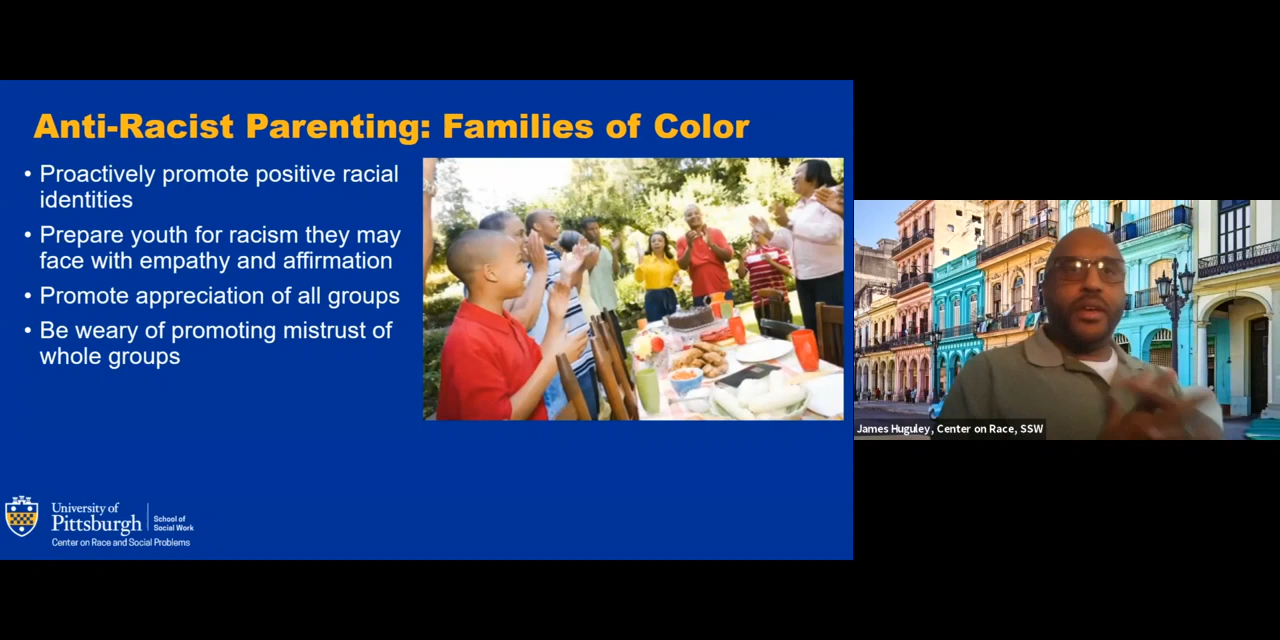 Anti-Racist Parenting: Families of Color
• Proactively promote positive racial
identities
• Prepare youth for racism they may
face with empathy and affirmation
• Promote appreciation of all groups
• Be weary of promoting mistrust of
whole groups
University of
Pittsburgh
School of
Social Work
Center on Race and Social Problems
James Huguley, Center on Race, SSW